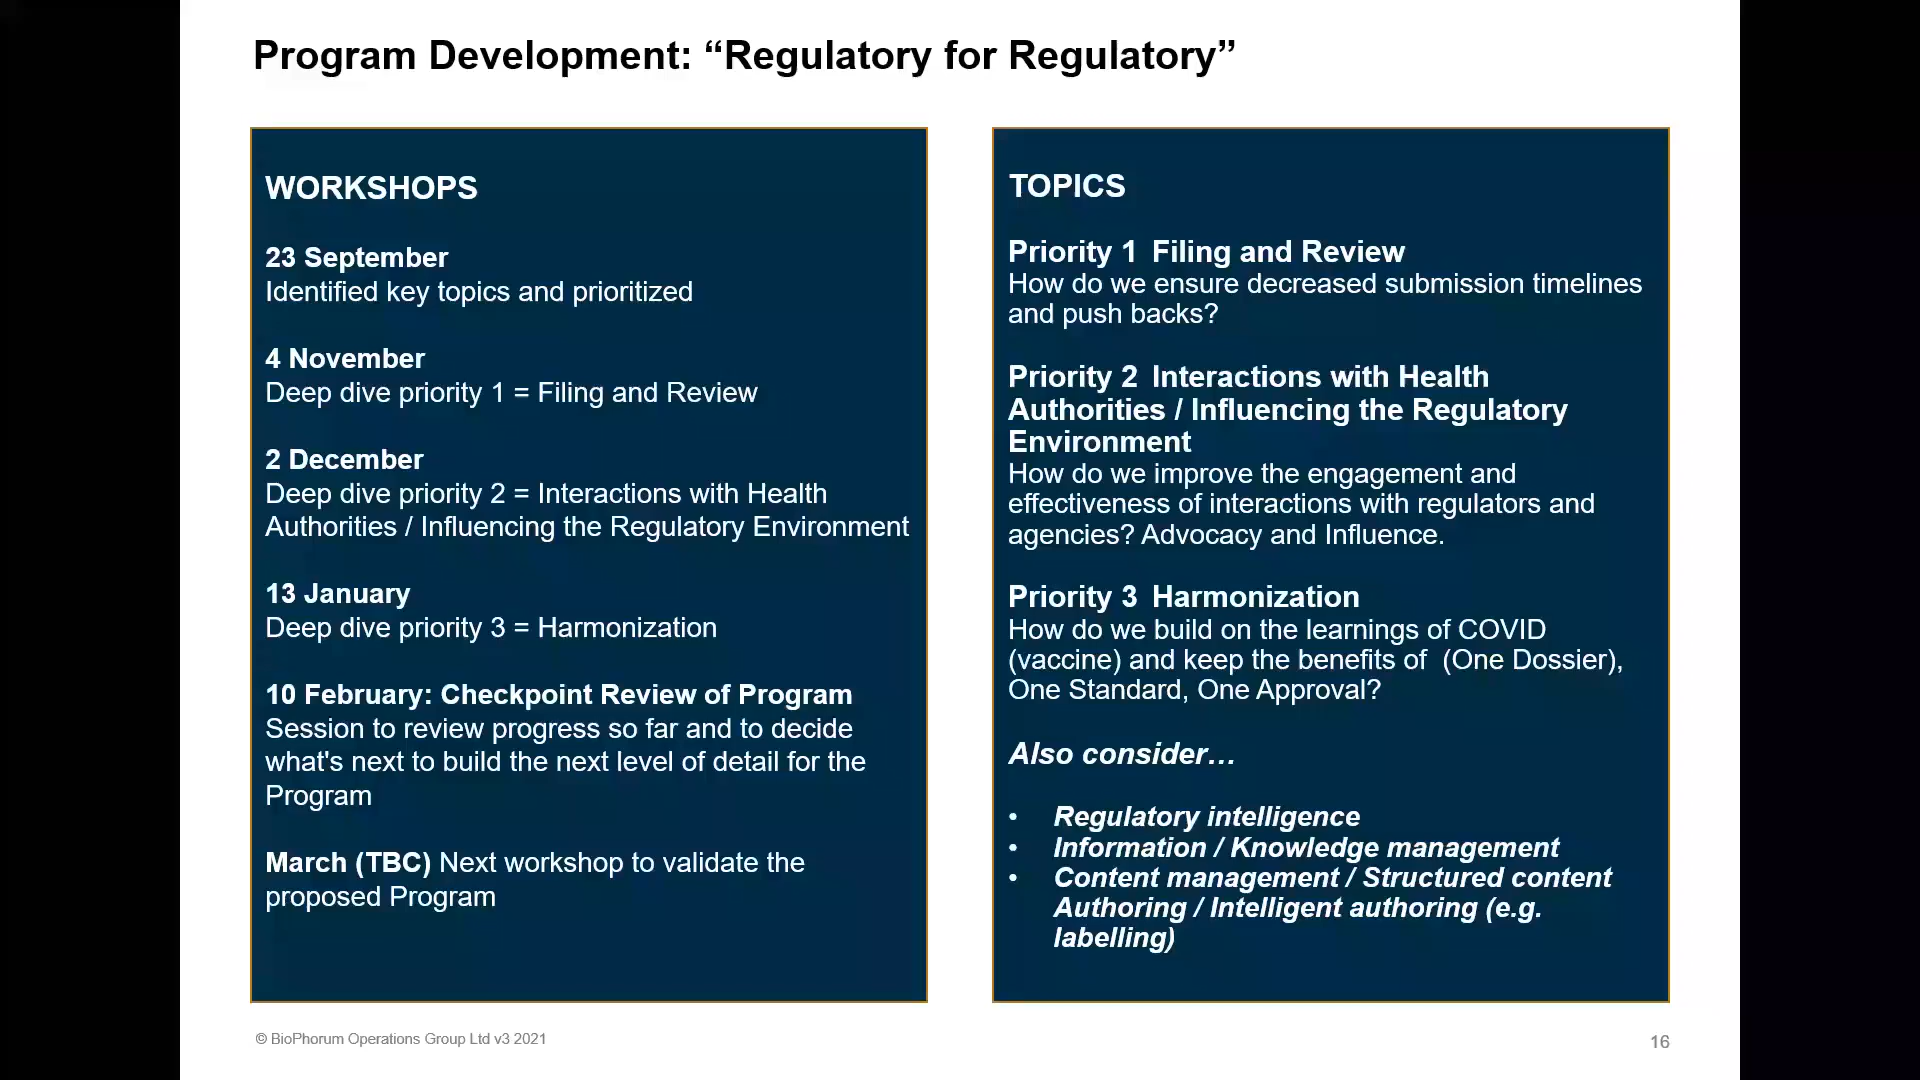 Program Development: “Regulatory for Regulatory”
WORKSHOPS
23 September
Identified key topics and prioritized
4 November
Deep dive priority 1 = Filing and Review
2 December
Deep dive priority 2 = Interactions with Health
Authorities / Influencing the Regulatory Environment
13 January
Deep dive priority 3 = Harmonization
10 February: Checkpoint Review of Program
Session to review progress so far and to decide
what's next to build the next level of detail for the
Program
March (TBC) Next workshop to validate the
proposed Program
TOPICS
Priority 1 Filing and Review
How do we ensure decreased submission timelines
and push backs?
Priority 2 Interactions with Health
Authorities / Influencing the Regulatory
Environment
How do we improve the engagement and
effectiveness of interactions with regulators and
agencies? Advocacy and Influence.
Priority 3 Harmonization
How do we build on the learnings of COVID
(vaccine) and keep the benefits of (One Dossier),
One Standard, One Approval?
Also consider…
• Regulatory intelligence
• Information / Knowledge management
• Content management / Structured content
Authoring / Intelligent authoring (e.g.
labelling)
© BioPhorum Operations Group Ltd v3 2021
16